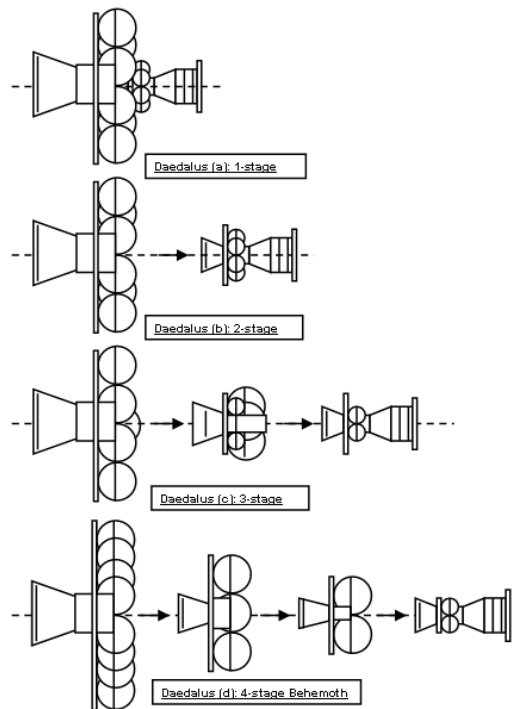 Daedalus (a): 1-stage
Daedalus (b): 2-stage
Daedalus (c): 3-stage
Daedalus (d): 4-stage Behemoth